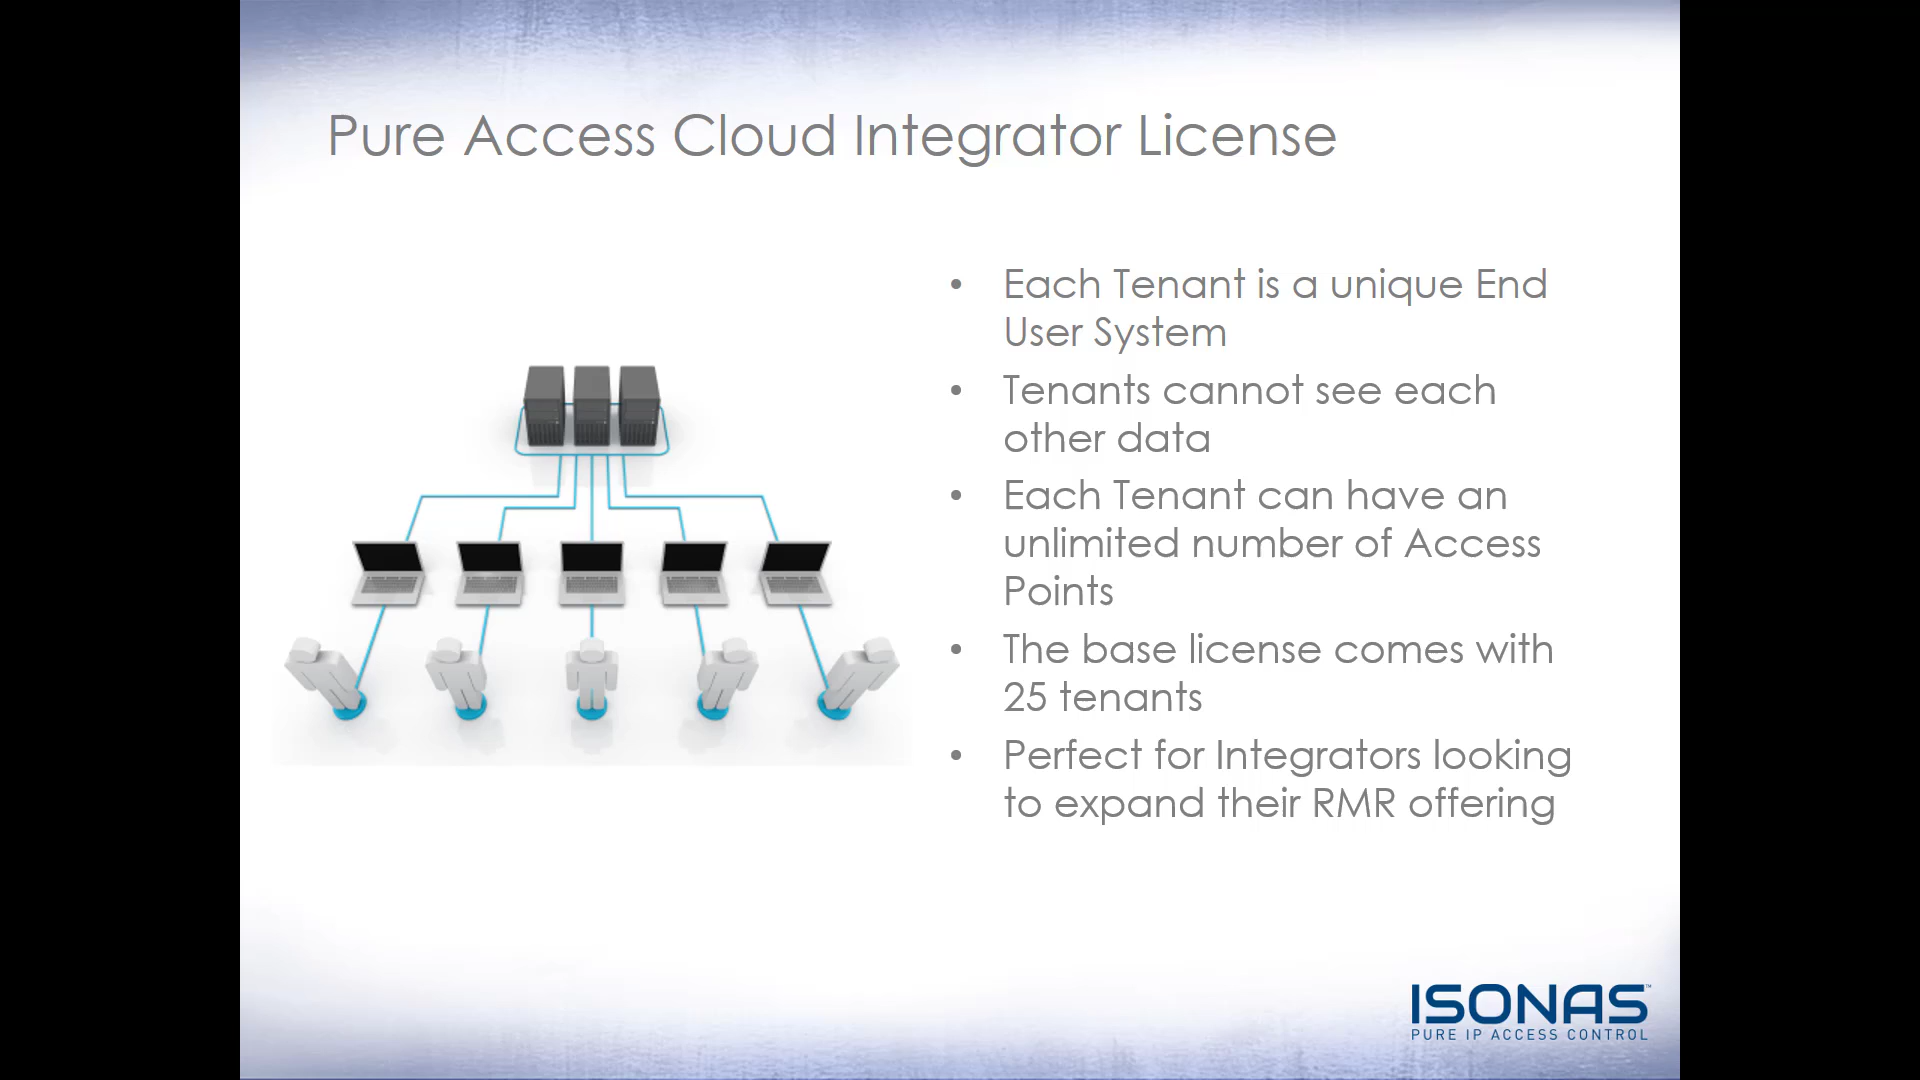 Pure Access Cloud Integrator License
• Each Tenant is a unique End
User System
• Tenants cannot see each
other data
• Each Tenant can have an
unlimited number of Access
Points
• The base license comes with
25 tenants
• Perfect for Integrators looking
to expand their RMR offering
ISONAS™
PURE IP ACCESS CONTROL